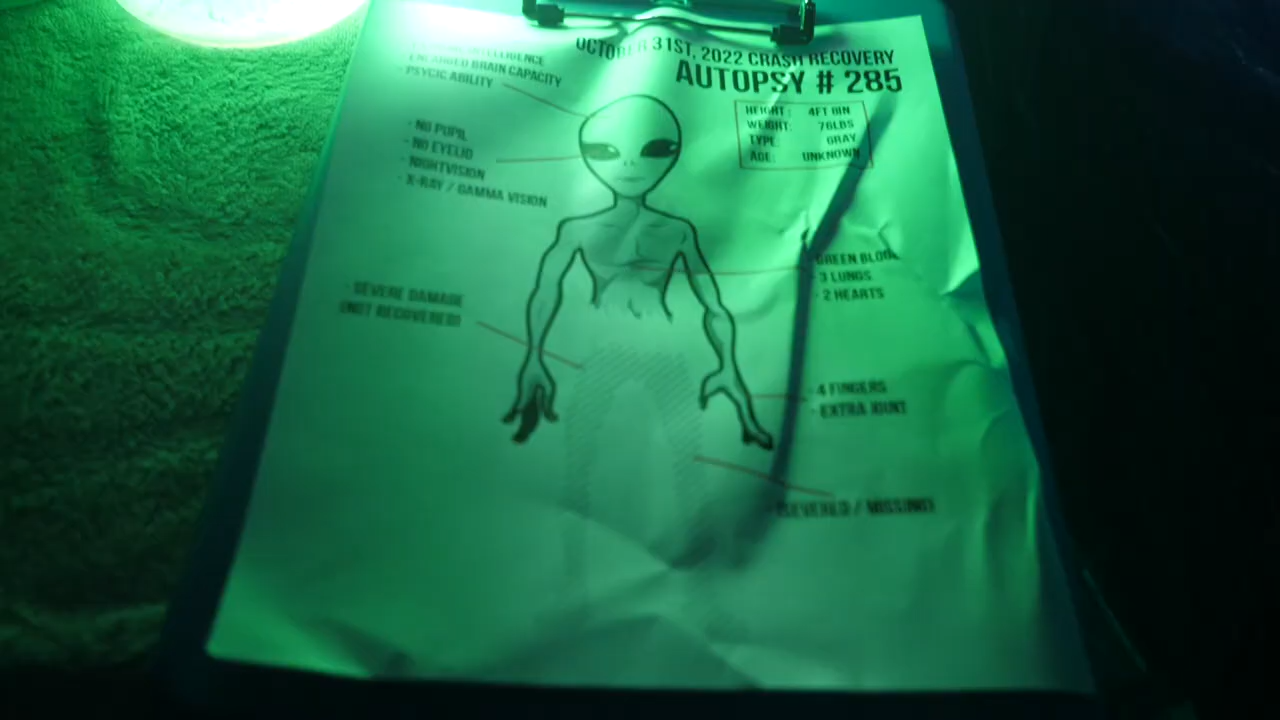 OCTOBER 31ST, 2022 CRASH RECOVERY
AUTOPSY # 285
INTELLIGENCE
ENLARGED BRAIN CAPACITY
- PSYCIC ABILITY
HEIGHT: 4FT 8IN
WEIGHT: 76LBS
TYPE: GRAY
AGE: UNKNOWN
- NO PUPIL
- NO EYELID
- NIGHTVISION
- X-RAY / GAMMA VISION
- GREEN BLOOD
- 3 LUNGS
- 2 HEARTS
- SEVERE DAMAGE
(NOT RECOVERED)
- 4 FINGERS
- EXTRA JOINT
(SEVERED / MISSING)